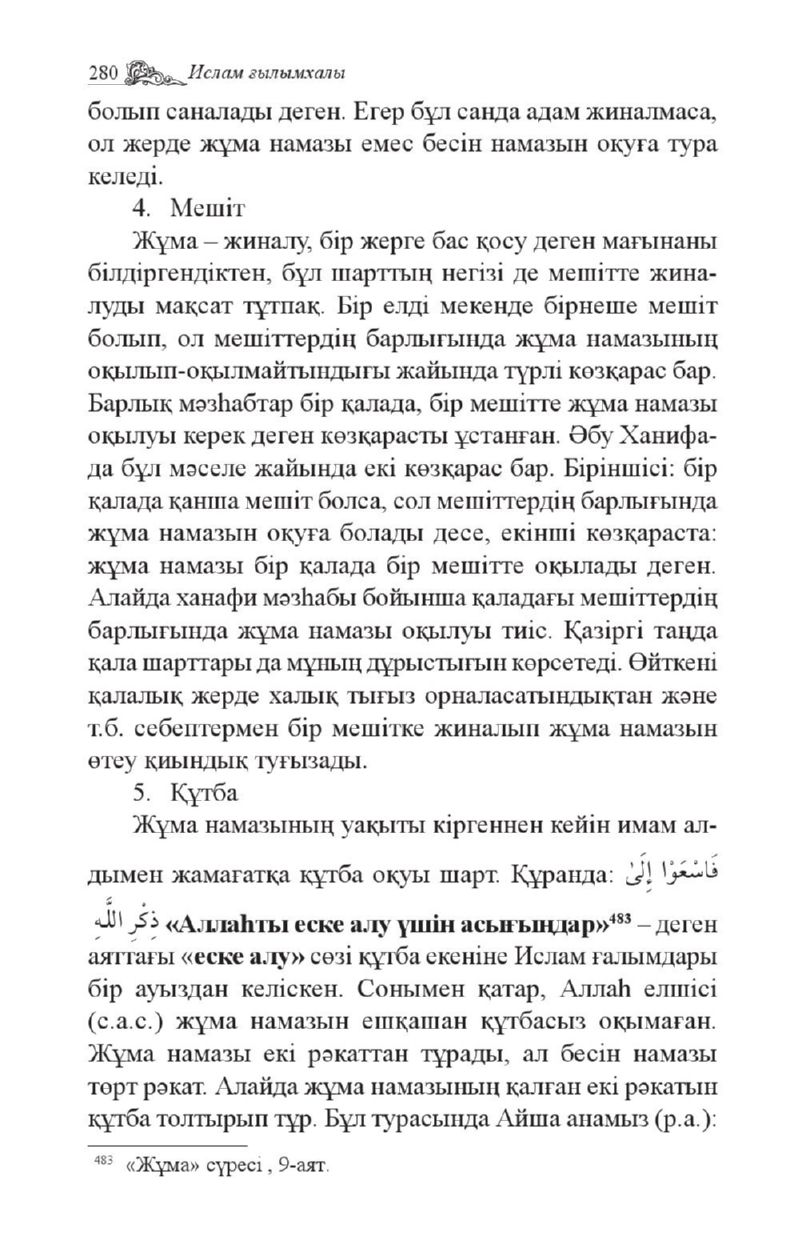 280 Ислам ғылымхалы
болып саналады деген. Егер бұл санда адам жиналмаса,
ол жерде жұма намазы емес бесін намазын оқуға тура
келеді.
4. Мешіт
Жұма – жиналу, бір жерге бас қосу деген мағынаны
білдіргендіктен, бұл шарттың негізі де мешітте жина-
луды мақсат тұтпақ. Бір елді мекенде бірнеше мешіт
болып, ол мешіттердің барлығында жұма намазының
оқылып-оқылмайтындығы жайында түрлі көзқарас бар.
Барлық мәзһабтар бір қалада, бір мешітте жұма намазы
оқылуы керек деген көзқарасты ұстанған. Әбу Ханифа-
да бұл мәселе жайында екі көзқарас бар. Біріншісі: бір
қалада қанша мешіт болса, сол мешіттердің барлығында
жұма намазын оқуға болады десе, екінші көзқараста:
жұма намазы бір қалада бір мешітте оқылады деген.
Алайда ханафи мәзһабы бойынша қаладағы мешіттердің
барлығында жұма намазы оқылуы тиіс. Қазіргі таңда
қала шарттары да мұның дұрыстығын көрсетеді. Өйткені
қалалық жерде халық тығыз орналасатындықтан және
т.б. себептермен бір мешітке жиналып жұма намазын
өтеу қиындық туғызады.
5. Құтба
Жұма намазының уақыты кіргеннен кейін имам ал-
дымен жамағатқа құтба оқуы шарт. Құранда: فَاسْعَوْا إِلَىٰ
ذِكْرِ اللَّهِ «Аллаһты еске алу үшін асығыңдар»⁴⁸³ – деген
аяттағы «еске алу» сөзі құтба екеніне Ислам ғалымдары
бір ауыздан келіскен. Сонымен қатар, Аллаһ елшісі
(с.а.с.) жұма намазын ешқашан құтбасыз оқымаған.
Жұма намазы екі рәкаттан тұрады, ал бесін намазы
төрт рәкат. Алайда жұма намазының қалған екі рәкатын
құтба толтырып тұр. Бұл турасында Айша анамыз (р.а.):
⁴⁸³ «Жұма» сүресі , 9-аят.